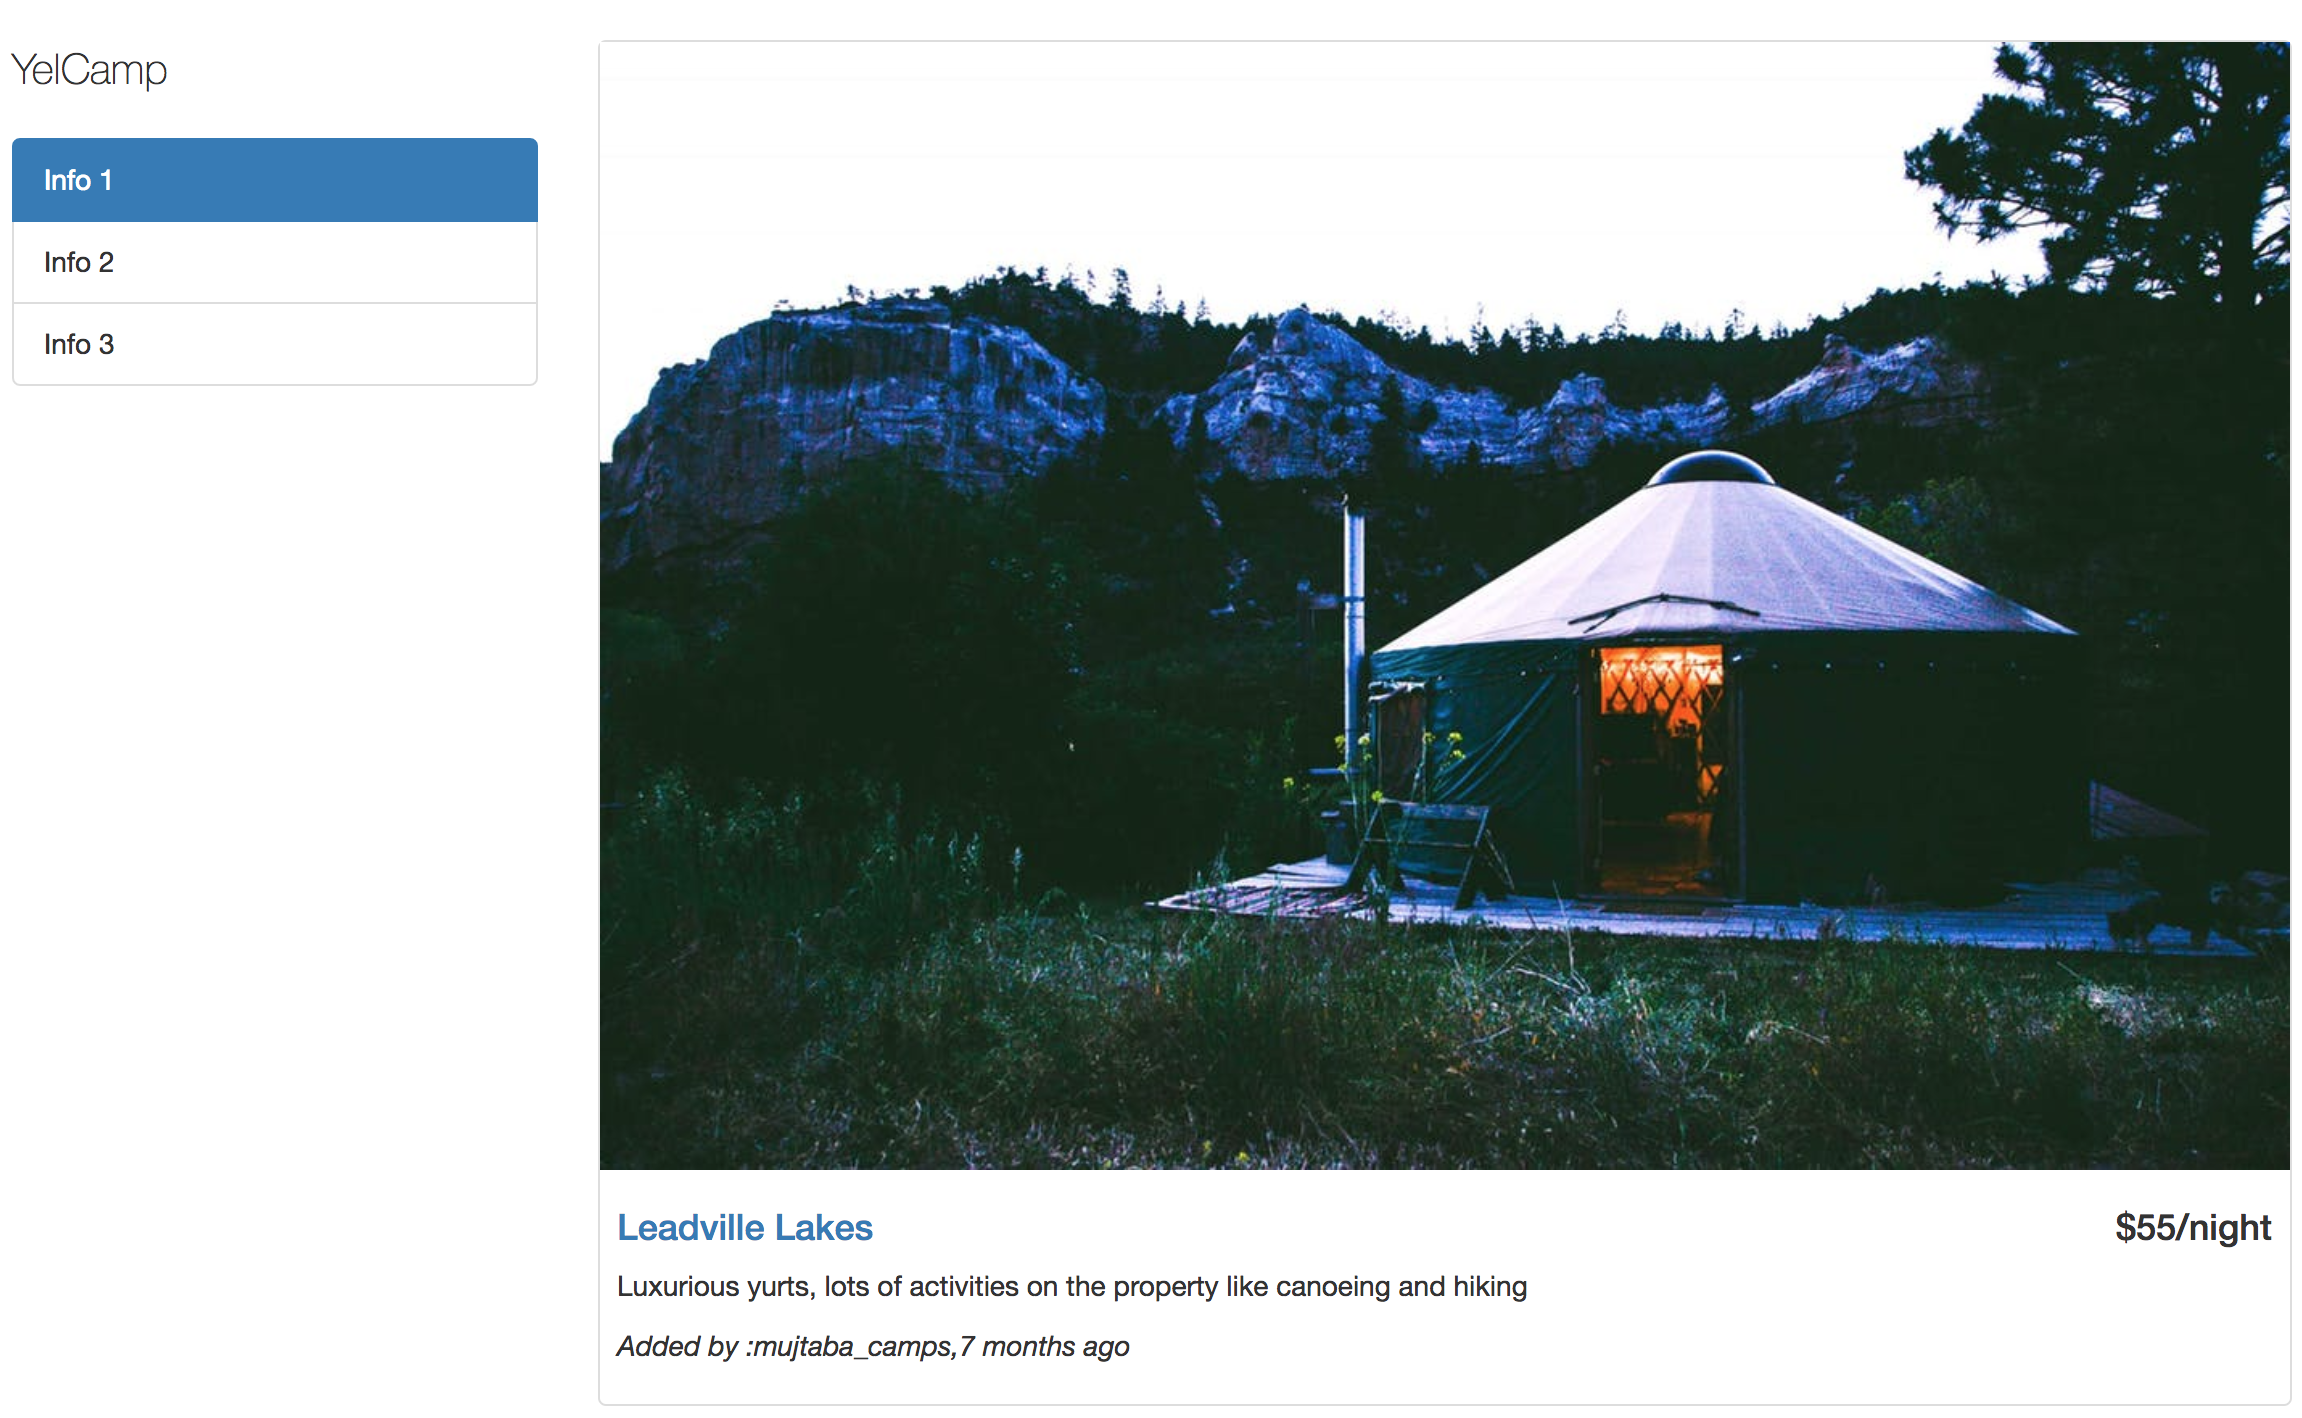 YelCamp
Info 1
Info 2
Info 3
Leadville Lakes
$55/night
Luxurious yurts, lots of activities on the property like canoeing and hiking
Added by :mujtaba_camps,7 months ago